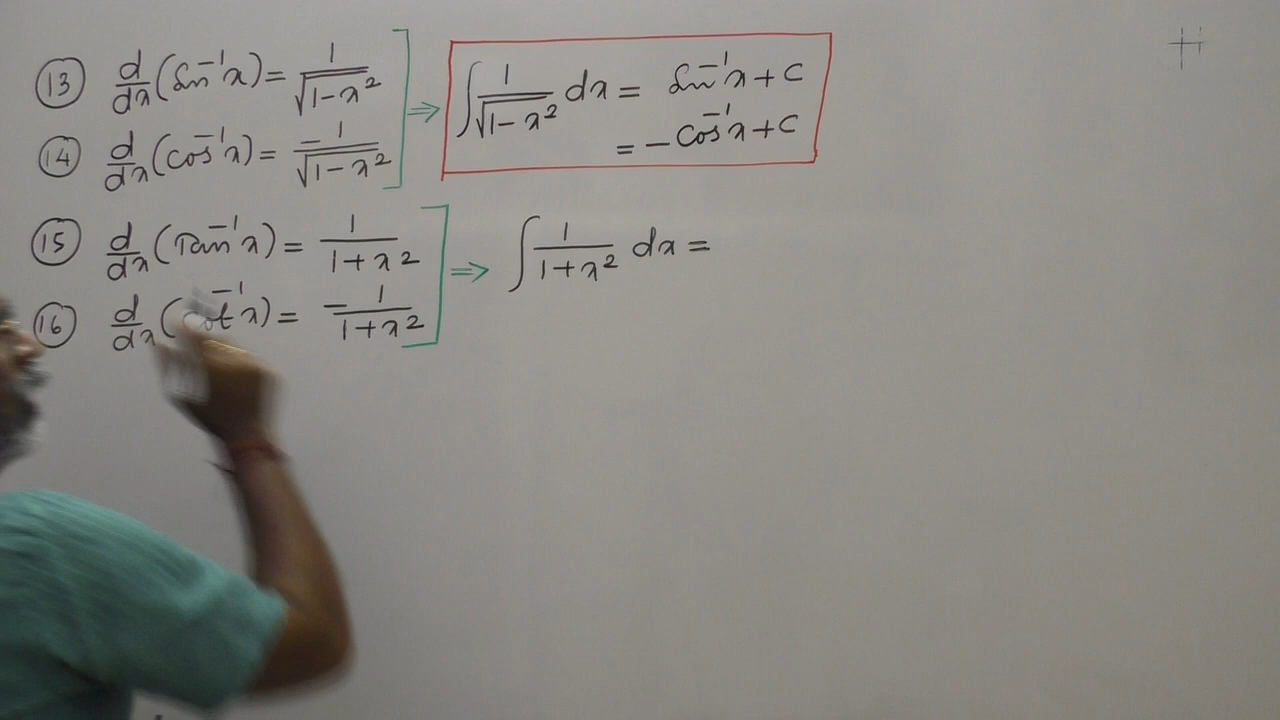 (13) d/dx (Sin⁻¹x) = 1/√(1-x²)
(14) d/dx (Cos⁻¹x) = -1/√(1-x²)
⇒ ∫ 1/√(1-x²) dx = Sin⁻¹x + C
= -Cos⁻¹x + C
(15) d/dx (Tan⁻¹x) = 1/(1+x²)
(16) d/dx (Cot⁻¹x) = -1/(1+x²)
⇒ ∫ 1/(1+x²) dx =